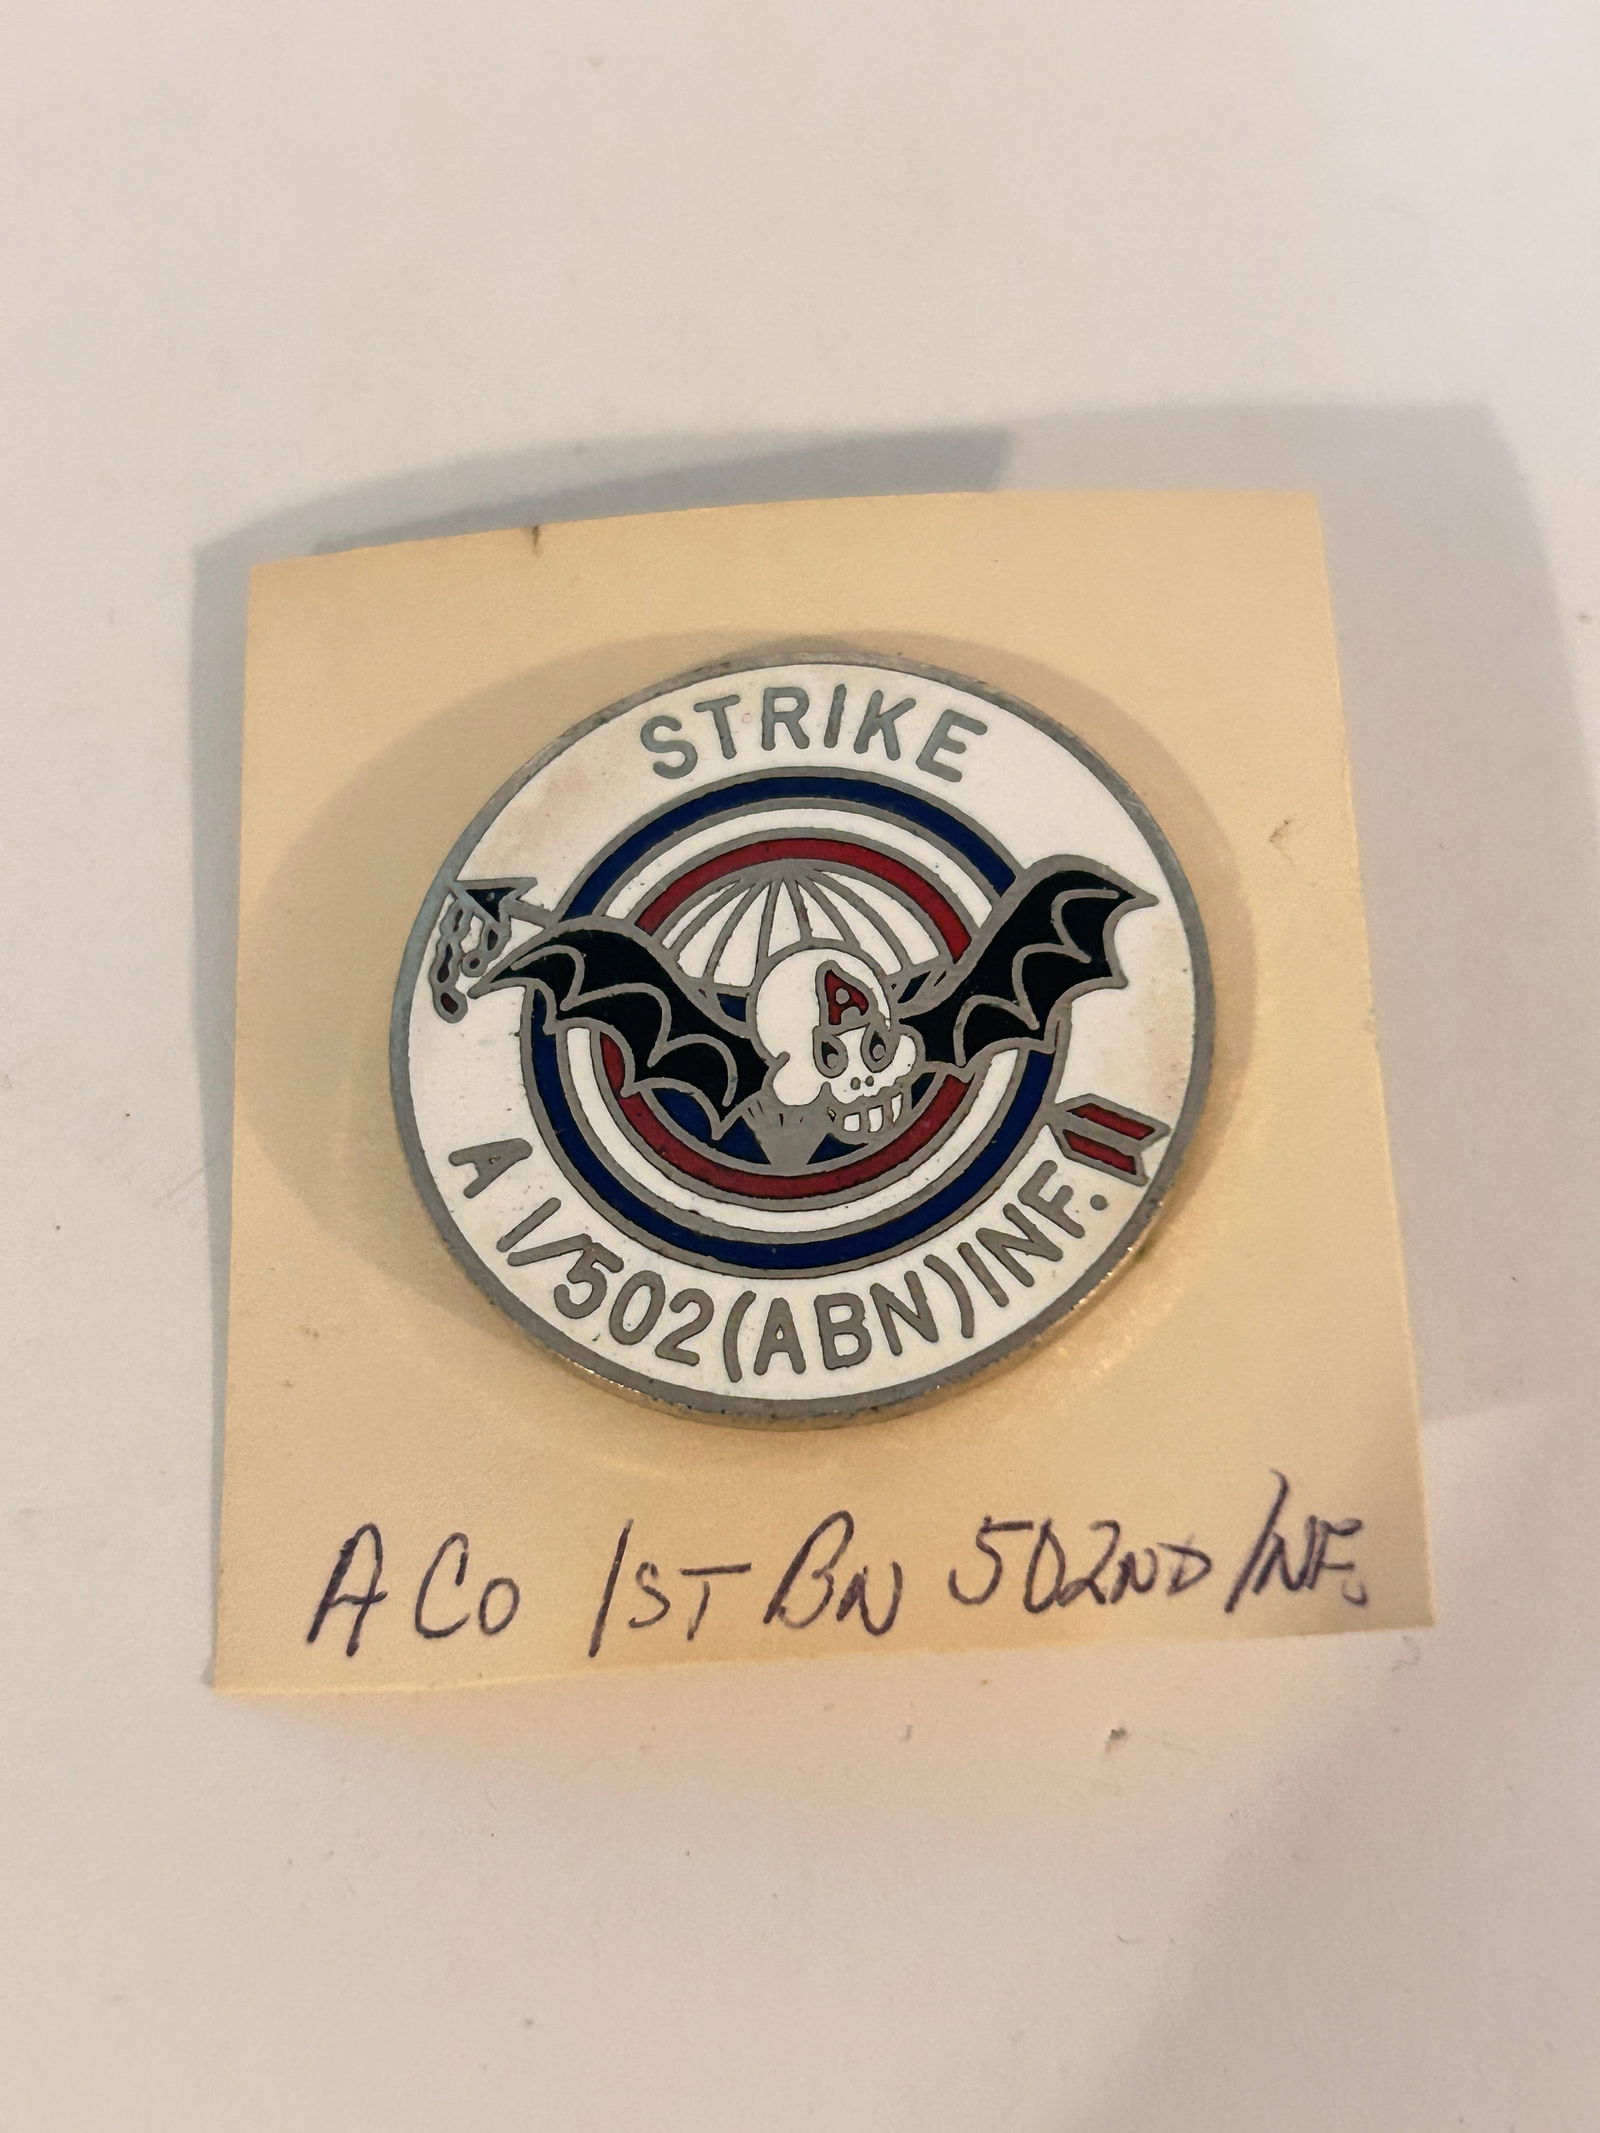 STRIKE
A
A 1/502(ABN)INF.
A Co 1ST BN 502ND INF.